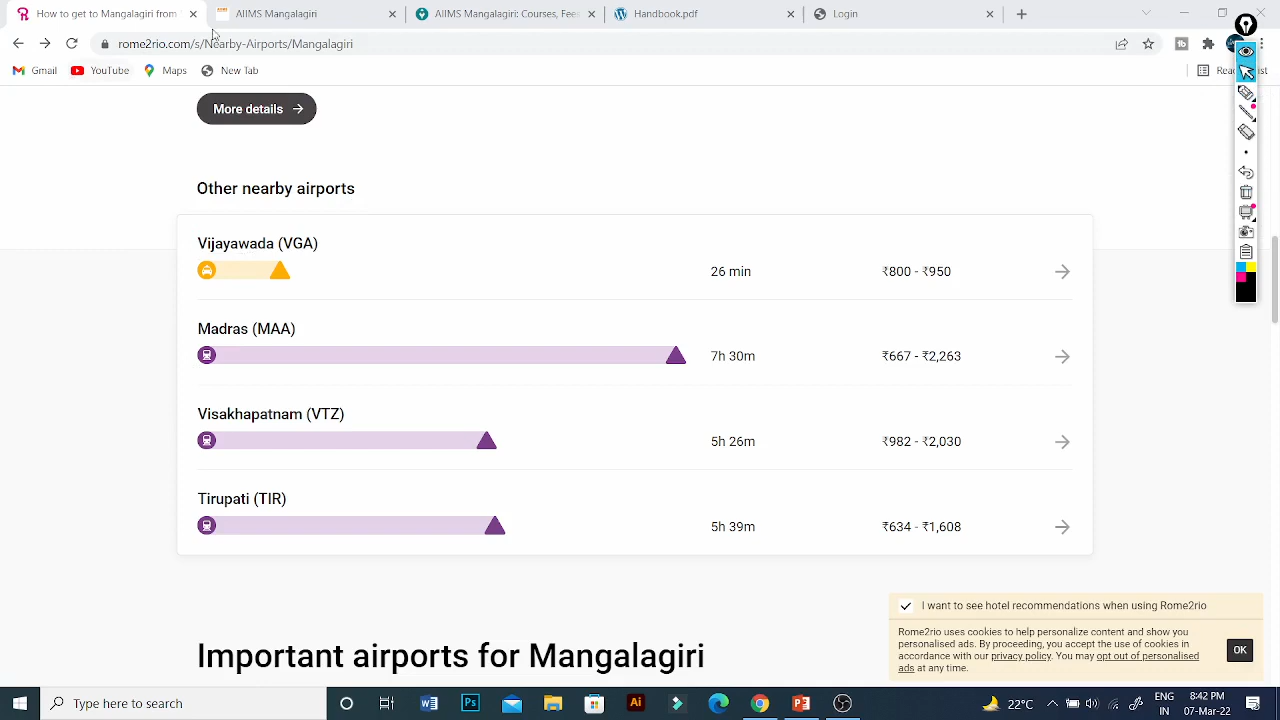 How to get to Mangalagiri from
AIIMS Mangalagiri
AIIMS Mangalagiri: Courses, Fees
Handbook.pdf
Login
rome2rio.com/s/Nearby-Airports/Mangalagiri
Gmail
YouTube
Maps
New Tab
More details
Other nearby airports
Vijayawada (VGA)
26 min
₹800 - ₹950
Madras (MAA)
7h 30m
₹667 - ₹2,263
Visakhapatnam (VTZ)
5h 26m
₹982 - ₹2,030
Tirupati (TIR)
5h 39m
₹634 - ₹1,608
Important airports for Mangalagiri
I want to see hotel recommendations when using Rome2rio
Rome2rio uses cookies to help personalize content and show you
personalised ads. By proceeding, you accept the use of cookies in
accordance with our privacy policy. You may opt out of personalised
ads at any time.
OK
Type here to search
22°C
ENG
IN
8:42 PM
07-Mar-22